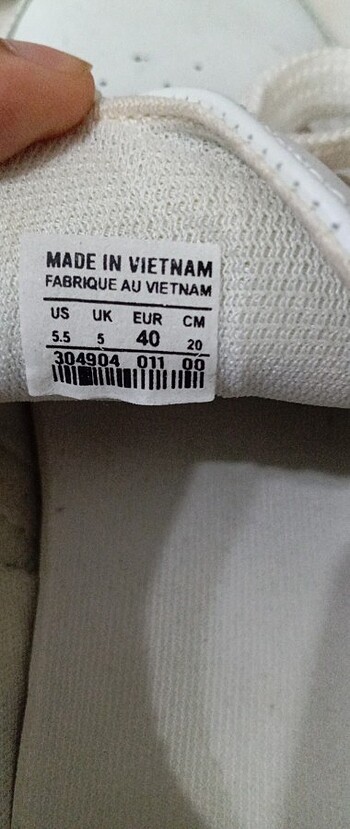 MADE IN VIETNAM
FABRIQUE AU VIETNAM
US UK EUR CM
5.5 5 40 20
304904 011 00